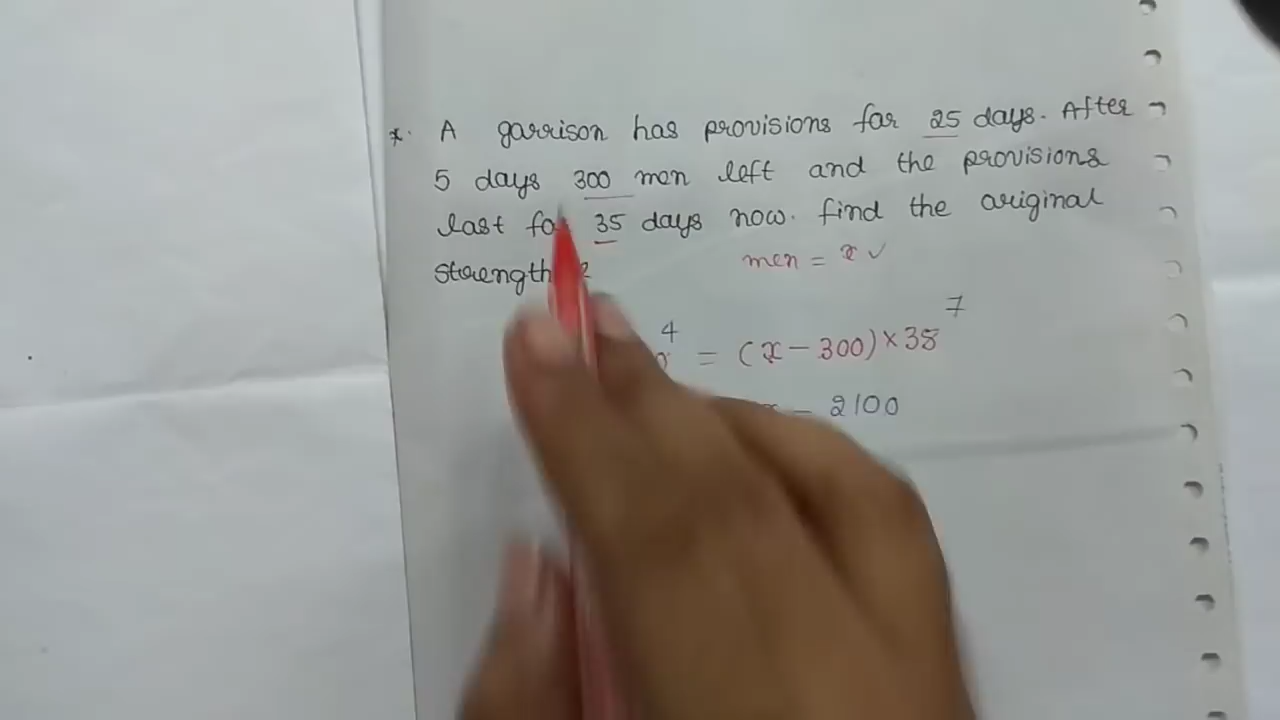 *. A garrison has provisions for 25 days. After
5 days 300 men left and the provisions
last for 35 days now. find the original
strength ?
men = x ✓
4 = (x - 300) × 35 7
- 2100